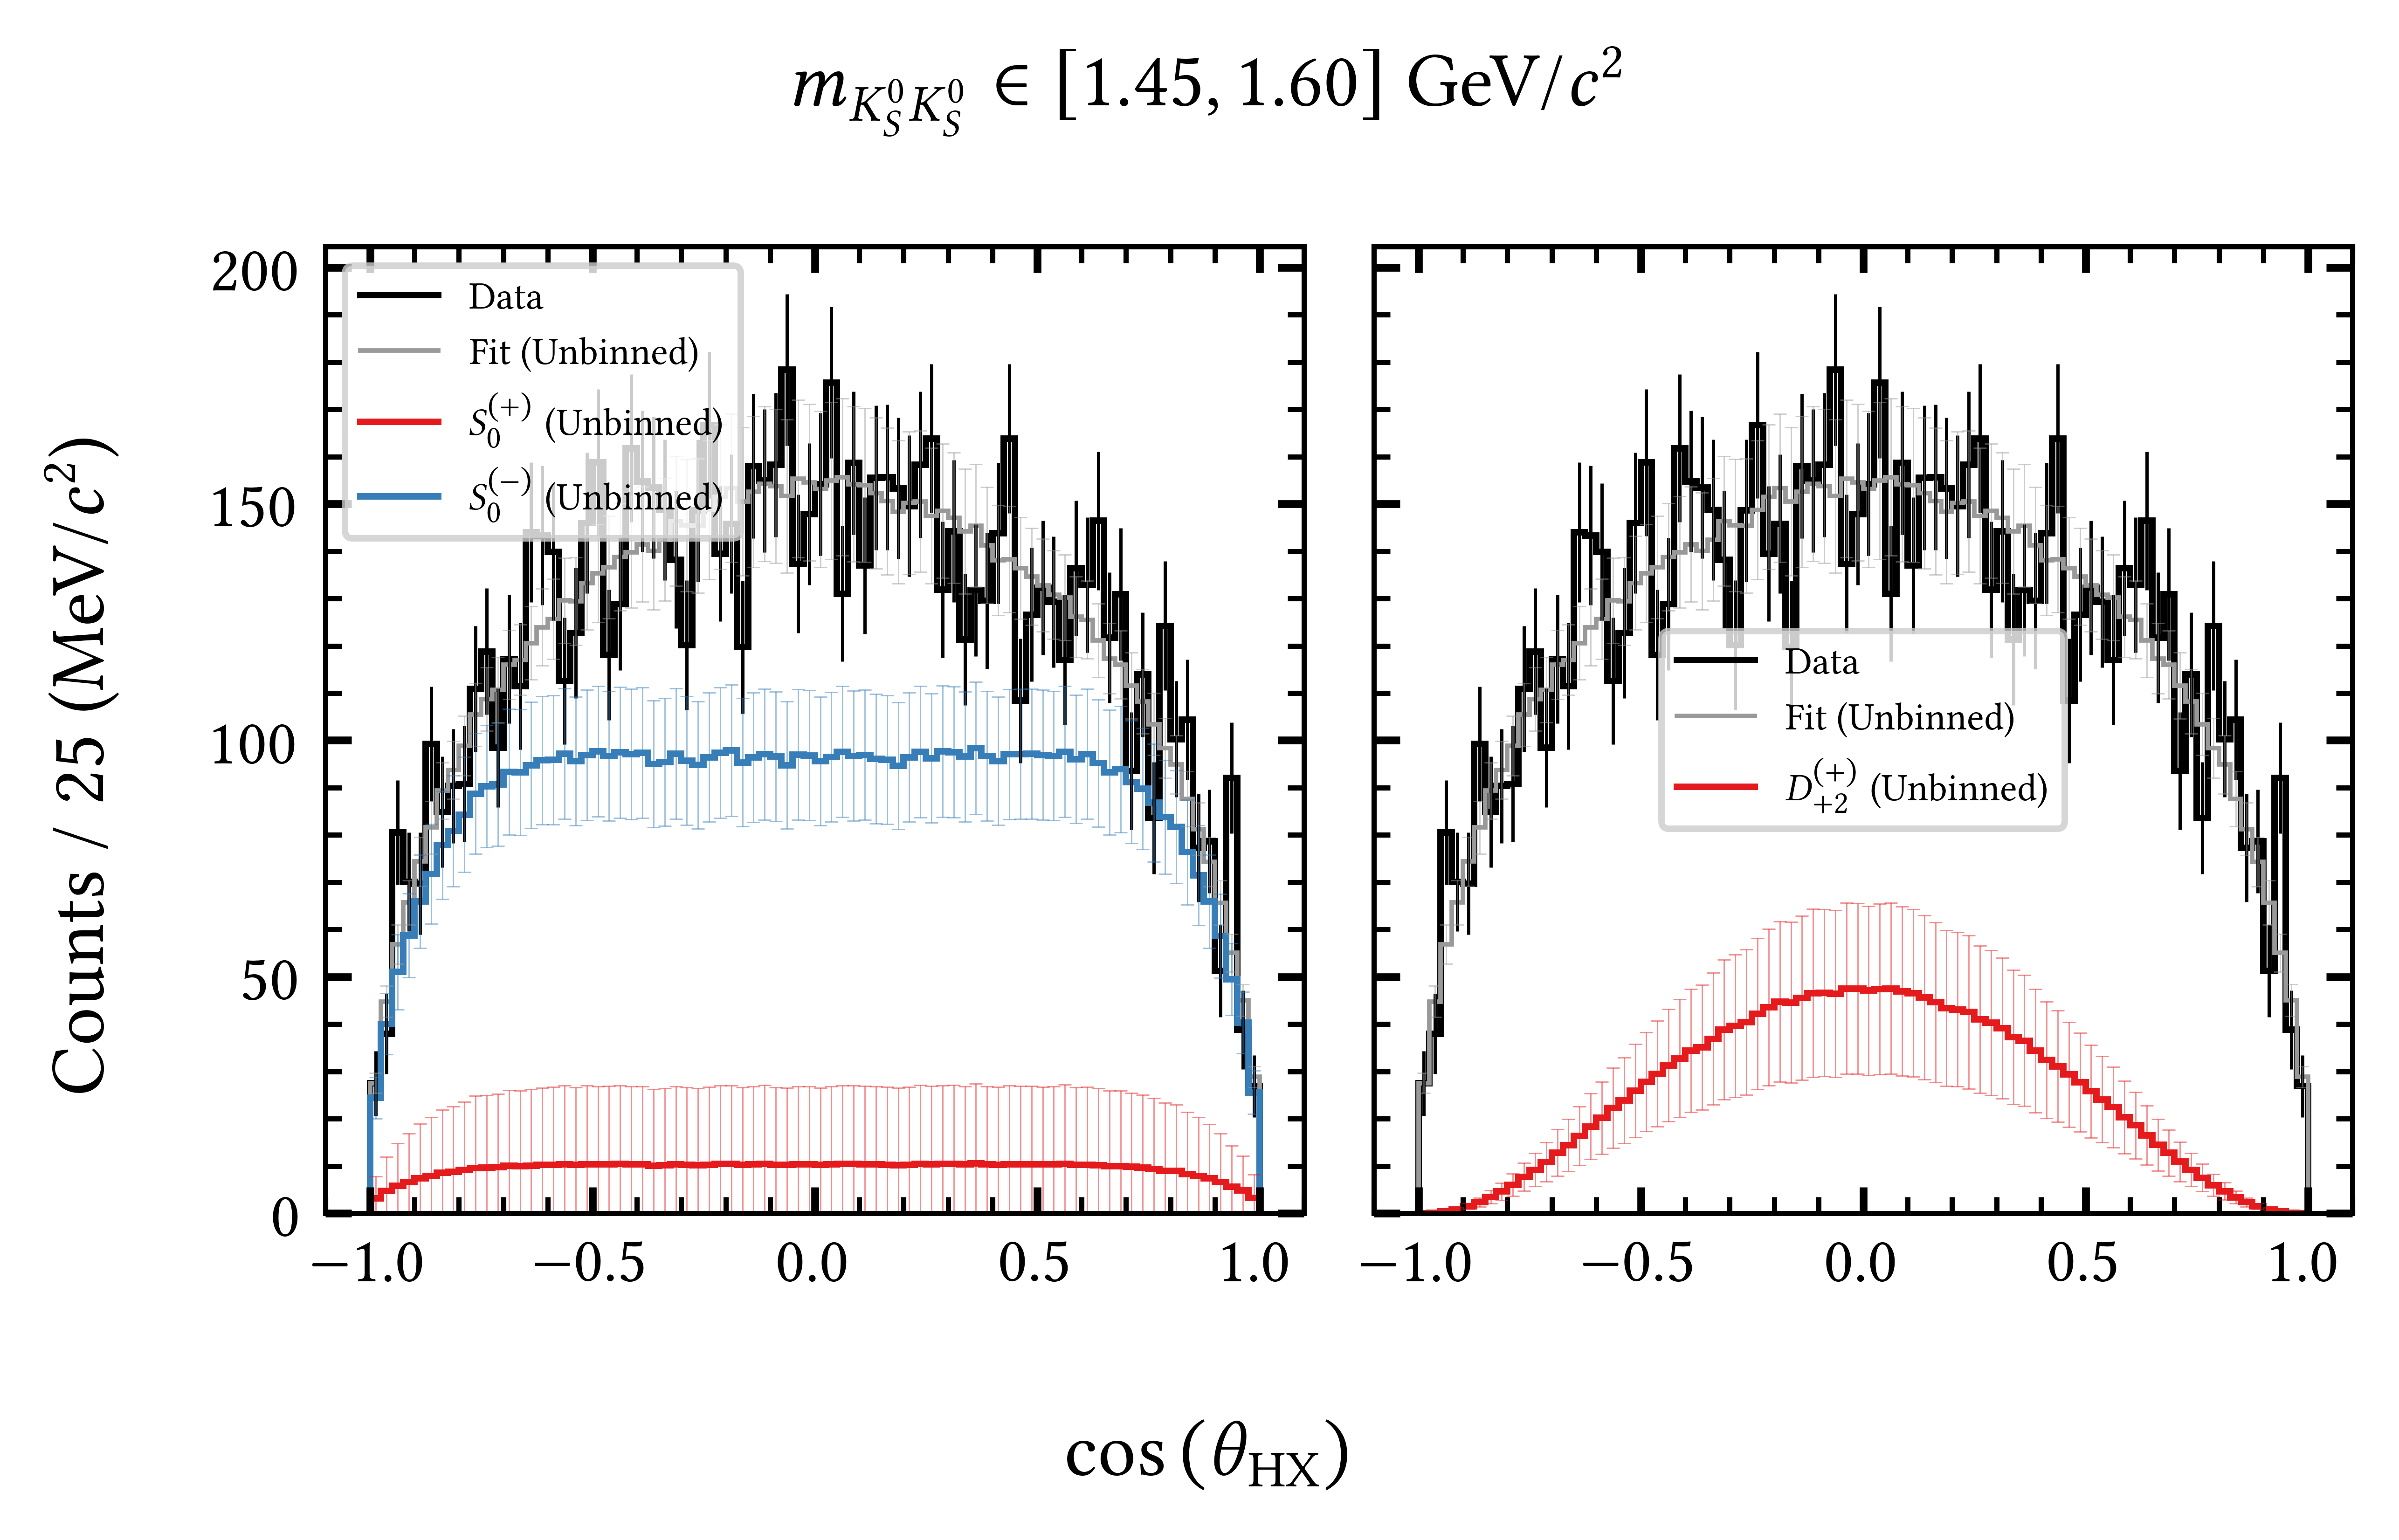 m_{K_S^0 K_S^0} ∈ [1.45, 1.60] GeV/c²
Counts / 25 (MeV/c²)
200
150
100
50
0
Data
Fit (Unbinned)
S_0^{(+)} (Unbinned)
S_0^{(−)} (Unbinned)
−1.0 −0.5 0.0 0.5 1.0
Data
Fit (Unbinned)
D_{+2}^{(+)} (Unbinned)
−1.0 −0.5 0.0 0.5 1.0
cos (θ_{HX})